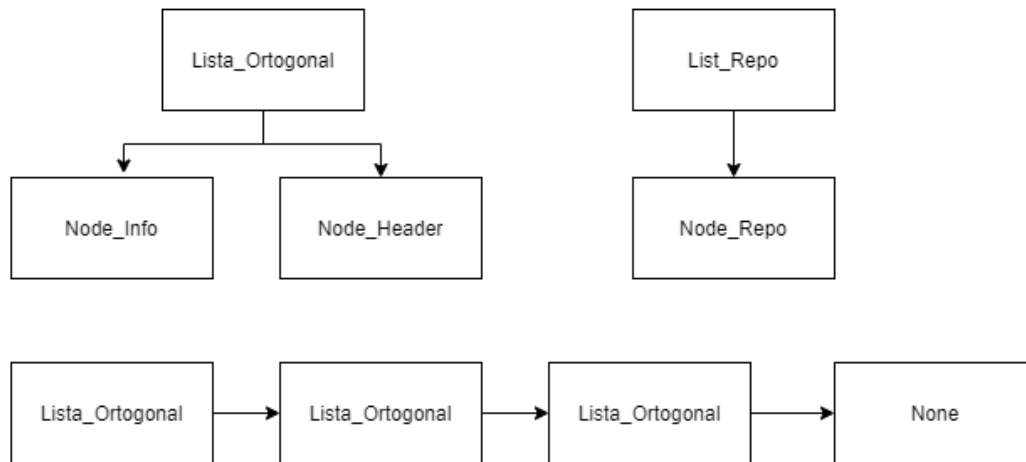 Lista_Ortogonal
List_Repo
Node_Info
Node_Header
Node_Repo
Lista_Ortogonal
Lista_Ortogonal
Lista_Ortogonal
None